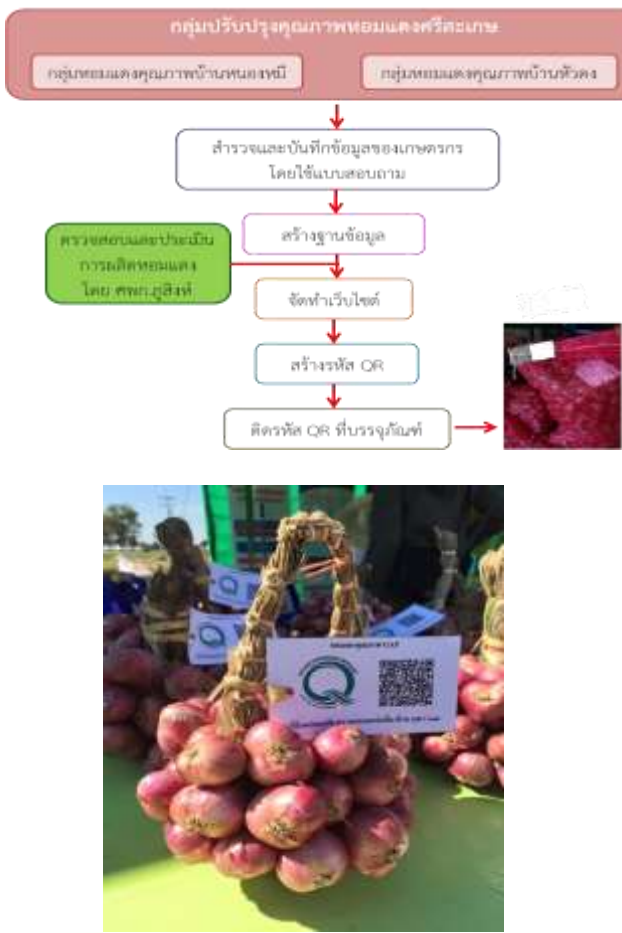 กลุ่มปรับปรุงคุณภาพหอมแดงศรีสะเกษ
กลุ่มหอมแดงคุณภาพบ้านหนองหมี
กลุ่มหอมแดงคุณภาพบ้านหัวดง
สำรวจและบันทึกข้อมูลของเกษตรกร
โดยใช้แบบสอบถาม
สร้างฐานข้อมูล
ตรวจสอบและประเมิน
การผลิตหอมแดง
โดย ศพก.ภูสิงห์
จัดทำเว็บไซต์
สร้างรหัส QR
ติดรหัส QR ที่บรรจุภัณฑ์
Q